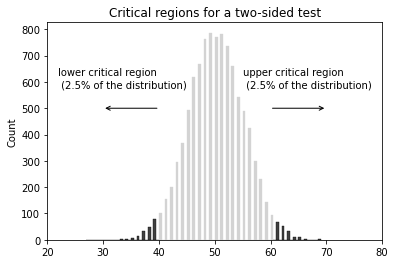 Critical regions for a two-sided test
800
700
600
500
400
300
200
100
0
Count
lower critical region
(2.5% of the distribution)
upper critical region
(2.5% of the distribution)
20 30 40 50 60 70 80